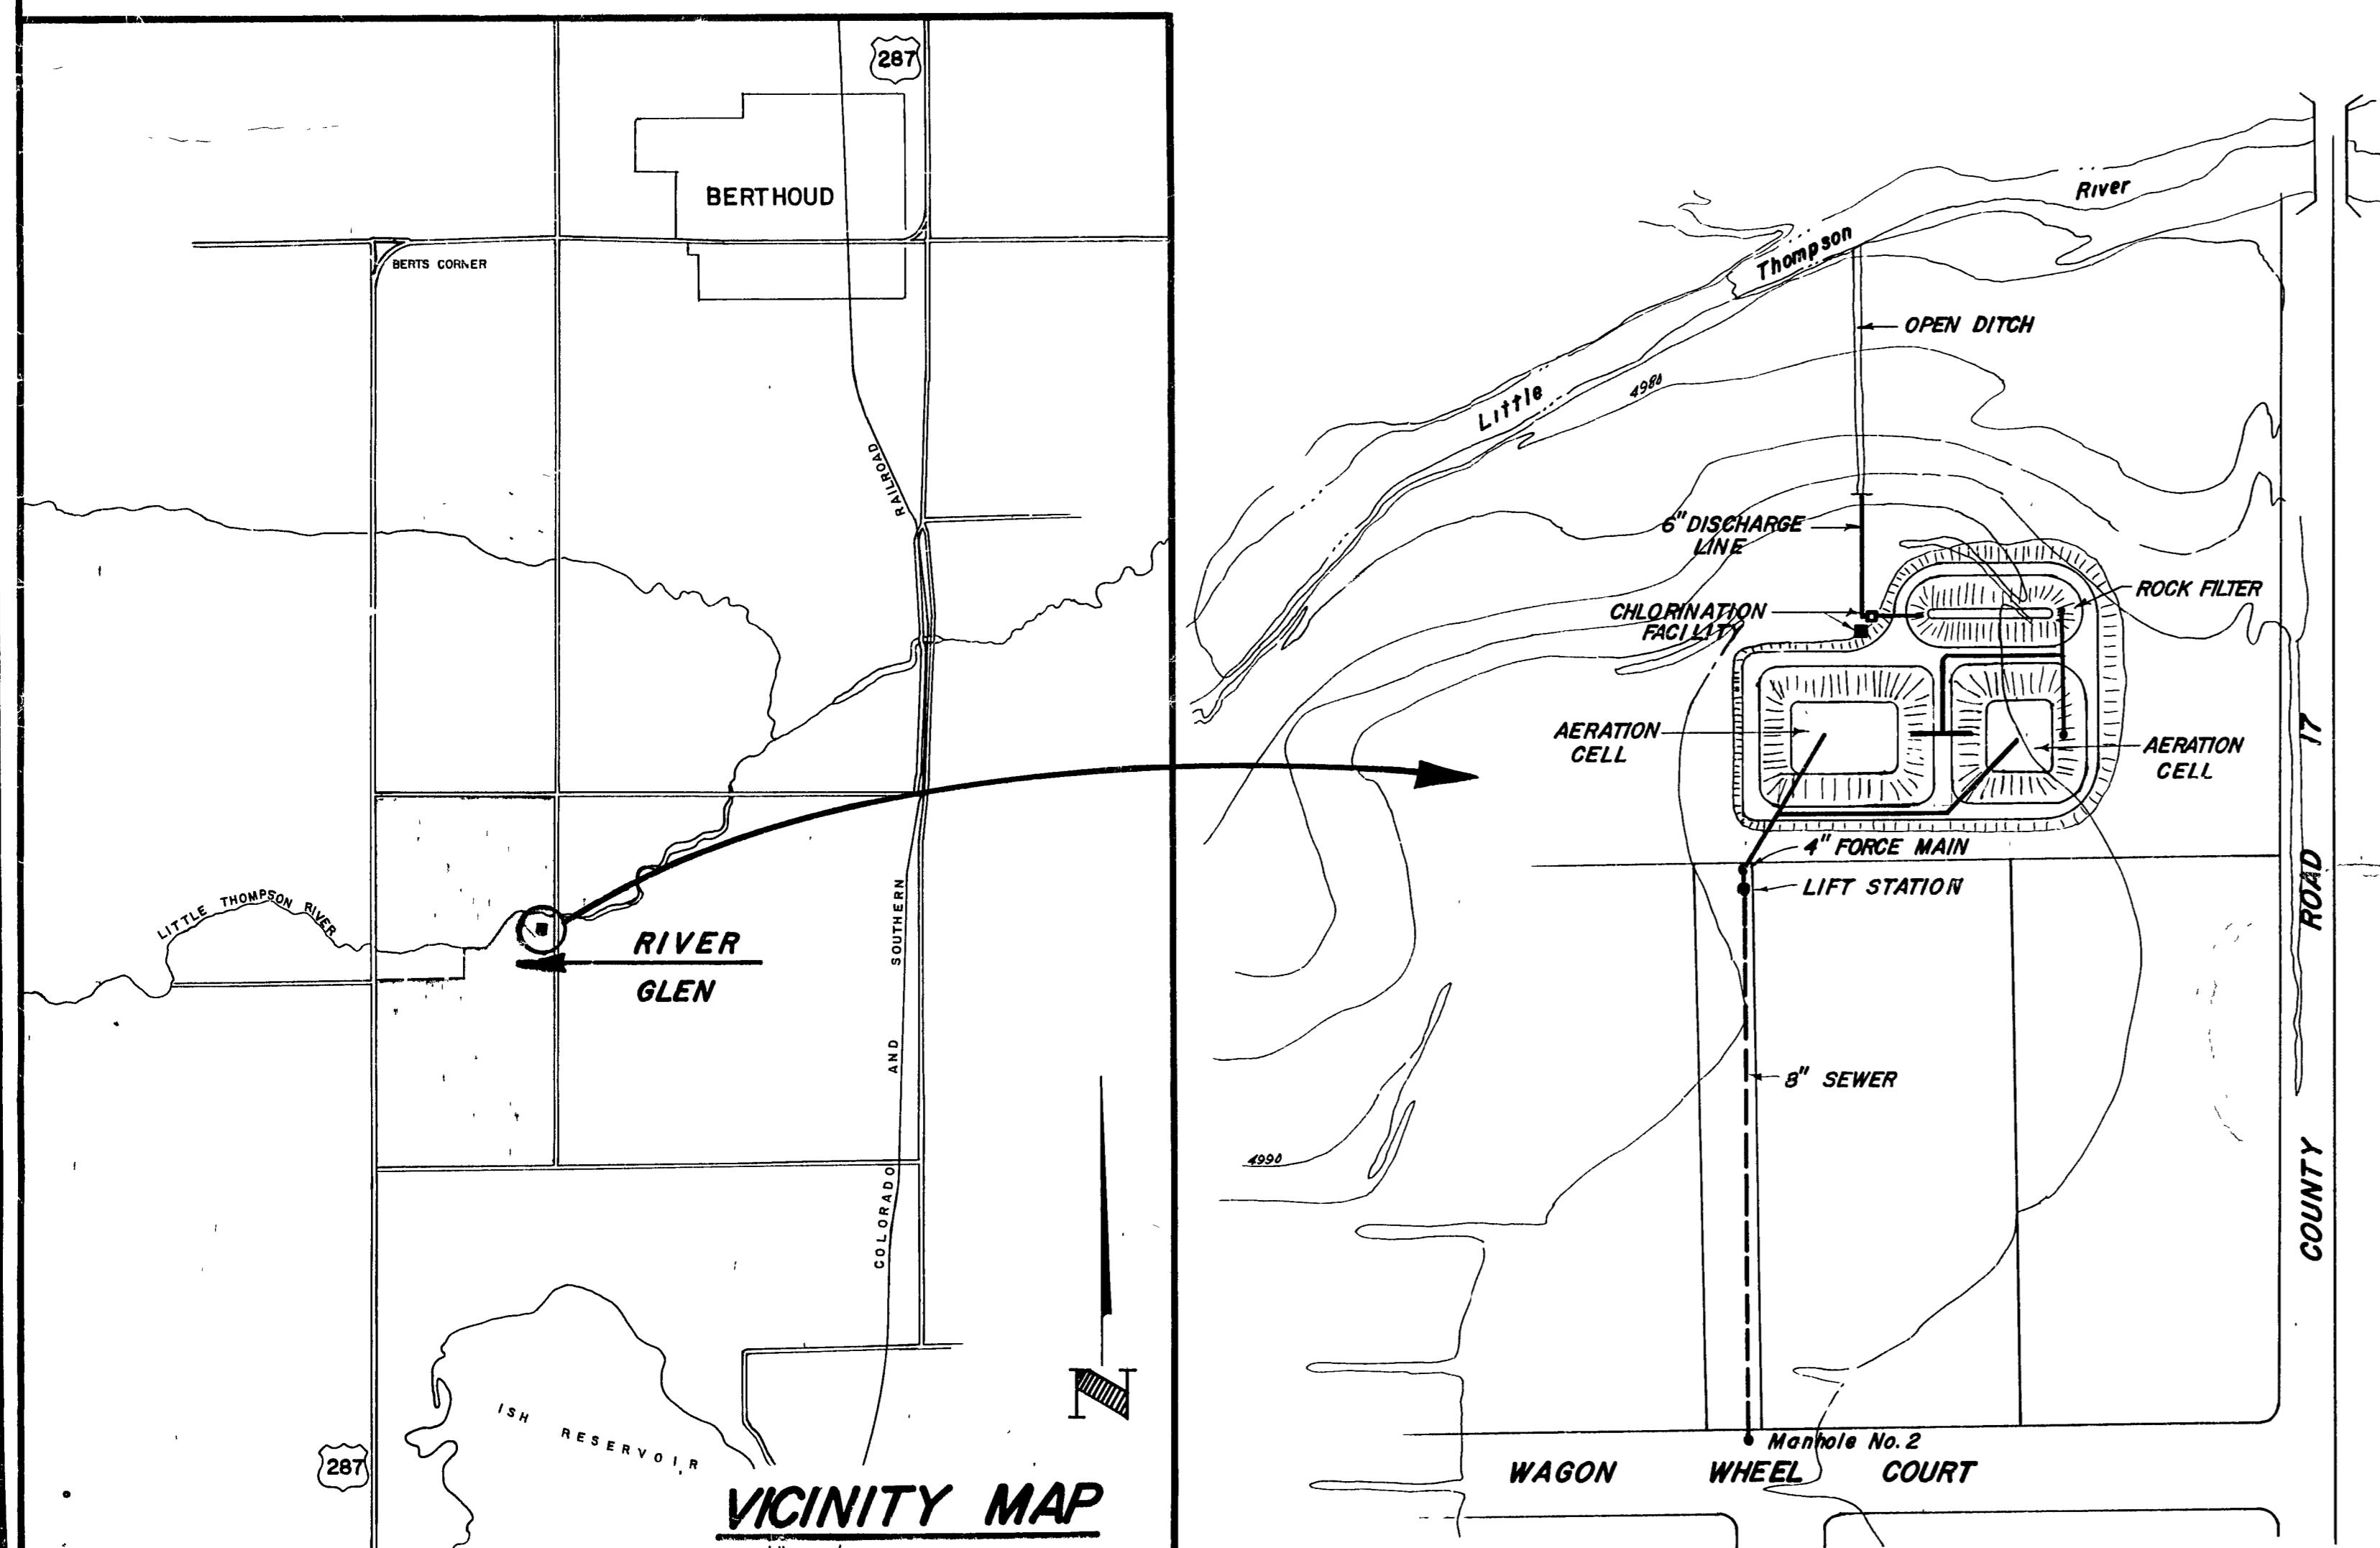 287
BERTHOUD
BERTS CORNER
RAILROAD
LITTLE THOMPSON RIVER
RIVER
GLEN
COLORADO AND SOUTHERN
ISH RESERVOIR
287
N
VICINITY MAP
Little Thompson River
OPEN DITCH
4980
6" DISCHARGE
LINE
CHLORINATION
FACILITY
ROCK FILTER
AERATION
CELL
AERATION
CELL
4" FORCE MAIN
LIFT STATION
8" SEWER
4990
Manhole No. 2
WAGON WHEEL COURT
COUNTY ROAD 17